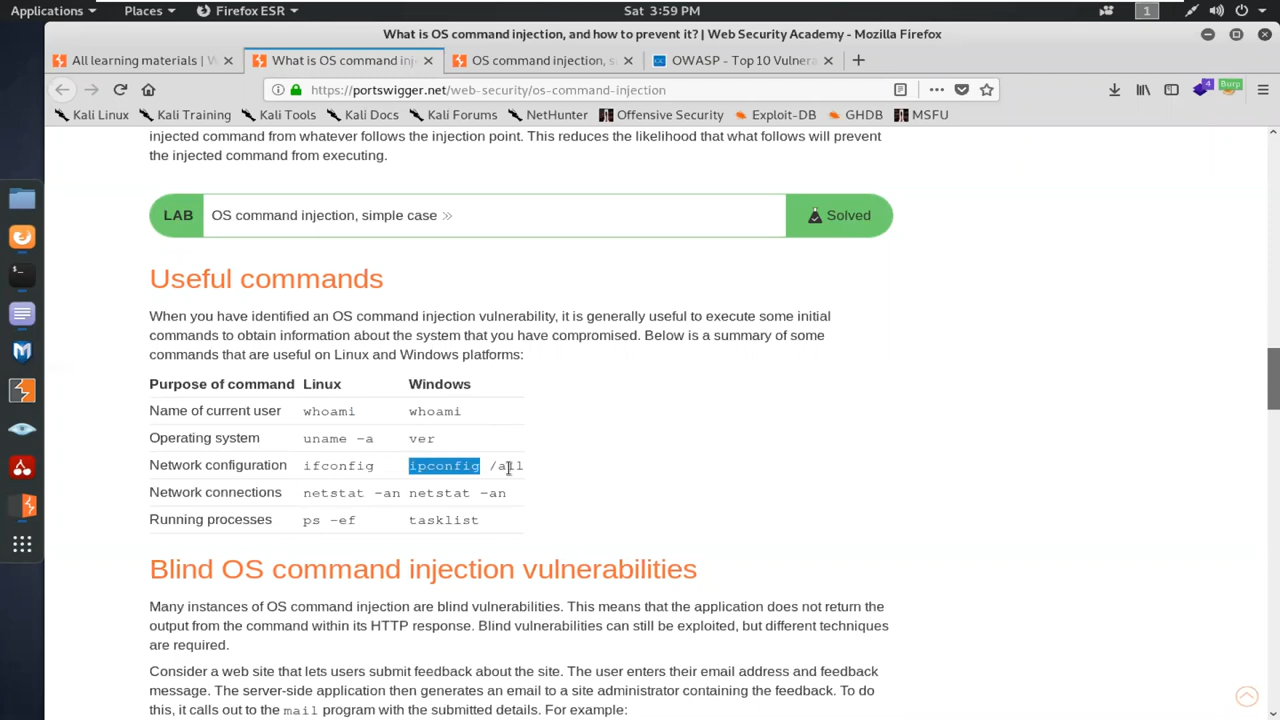 Applications Places Firefox ESR Sat 3:59 PM 1
What is OS command injection, and how to prevent it? | Web Security Academy - Mozilla Firefox
All learning materials | W What is OS command inj OS command injection, s OWASP - Top 10 Vulnera
https://portswigger.net/web-security/os-command-injection 4 Burp
Kali Linux Kali Training Kali Tools Kali Docs Kali Forums NetHunter Offensive Security Exploit-DB GHDB MSFU
injected command from whatever follows the injection point. This reduces the likelihood that what follows will prevent
the injected command from executing.
LAB OS command injection, simple case » Solved
Useful commands
When you have identified an OS command injection vulnerability, it is generally useful to execute some initial
commands to obtain information about the system that you have compromised. Below is a summary of some
commands that are useful on Linux and Windows platforms:
Purpose of command Linux Windows
Name of current user whoami whoami
Operating system uname -a ver
Network configuration ifconfig ipconfig /all
Network connections netstat -an netstat -an
Running processes ps -ef tasklist
Blind OS command injection vulnerabilities
Many instances of OS command injection are blind vulnerabilities. This means that the application does not return the
output from the command within its HTTP response. Blind vulnerabilities can still be exploited, but different techniques
are required.
Consider a web site that lets users submit feedback about the site. The user enters their email address and feedback
message. The server-side application then generates an email to a site administrator containing the feedback. To do
this, it calls out to the mail program with the submitted details. For example: